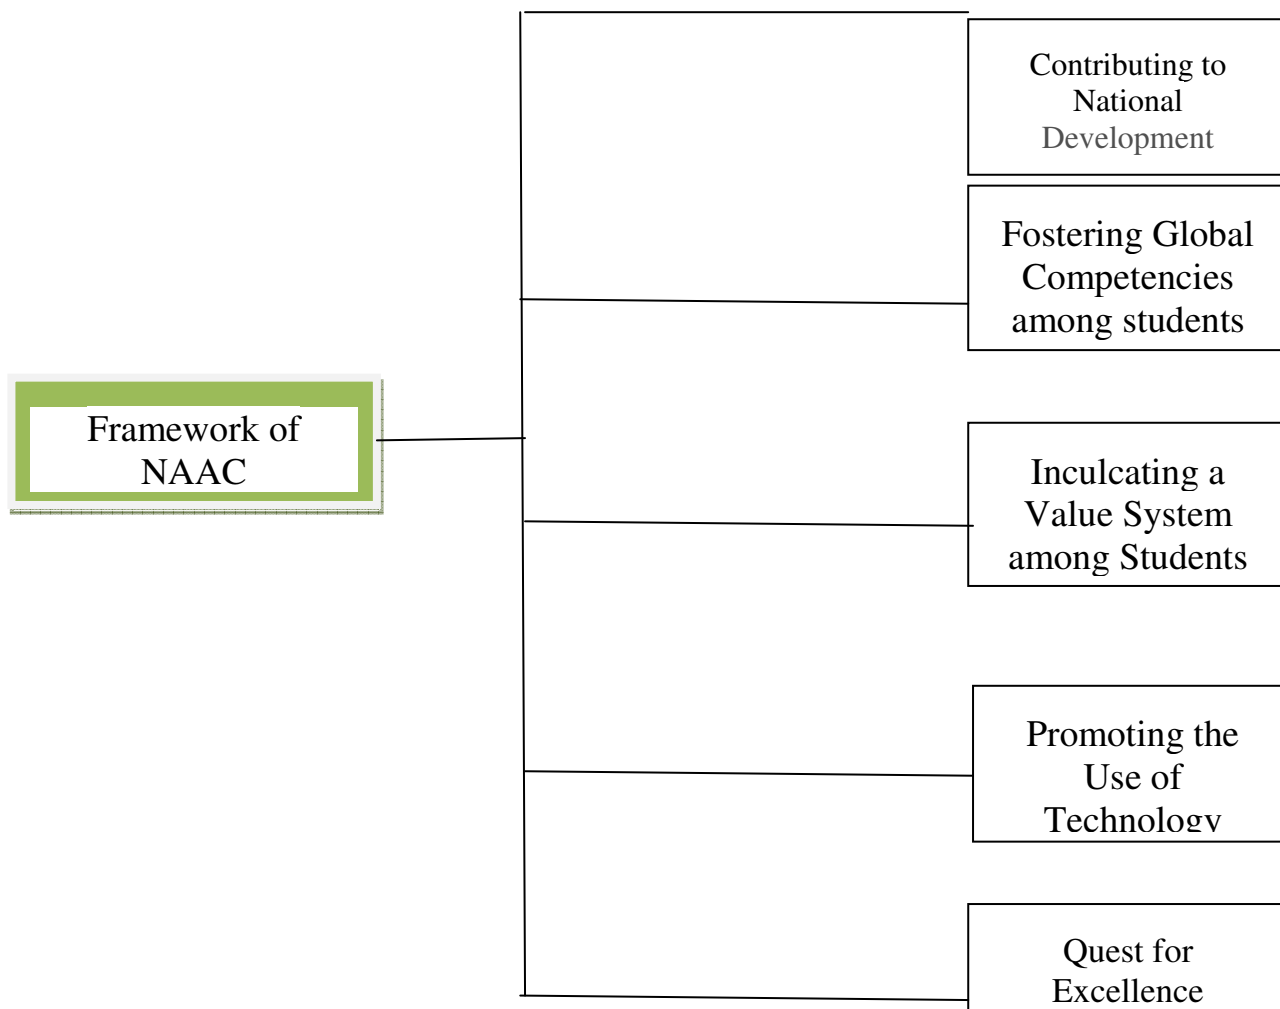 Contributing to
National
Development
Fostering Global
Competencies
among students
Framework of
NAAC
Inculcating a
Value System
among Students
Promoting the
Use of
Technology
Quest for
Excellence